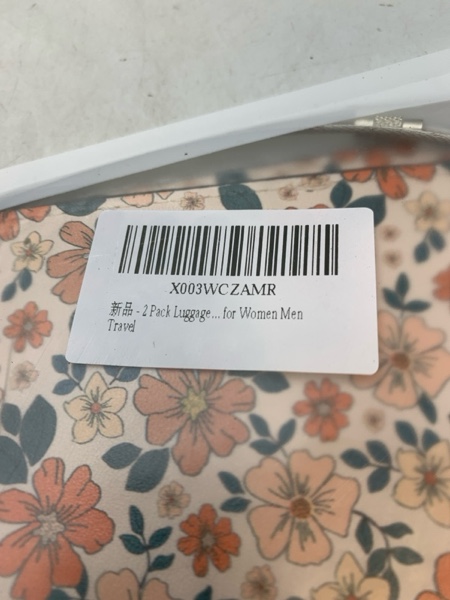 X003WCZAMR
新品 - 2 Pack Luggage... for Women Men
Travel